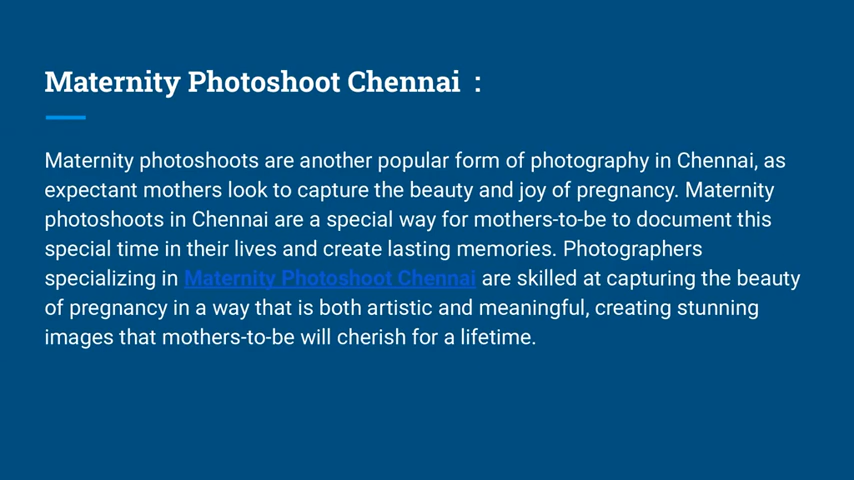 Maternity Photoshoot Chennai :
Maternity photoshoots are another popular form of photography in Chennai, as
expectant mothers look to capture the beauty and joy of pregnancy. Maternity
photoshoots in Chennai are a special way for mothers-to-be to document this
special time in their lives and create lasting memories. Photographers
specializing in Maternity Photoshoot Chennai are skilled at capturing the beauty
of pregnancy in a way that is both artistic and meaningful, creating stunning
images that mothers-to-be will cherish for a lifetime.